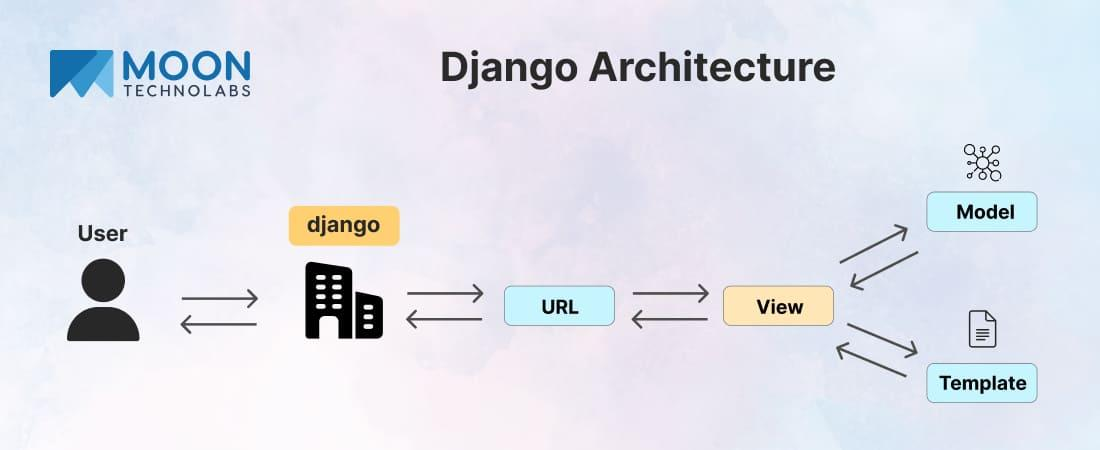 MOON
TECHNOLABS
Django Architecture
User
django
URL
View
Model
Template